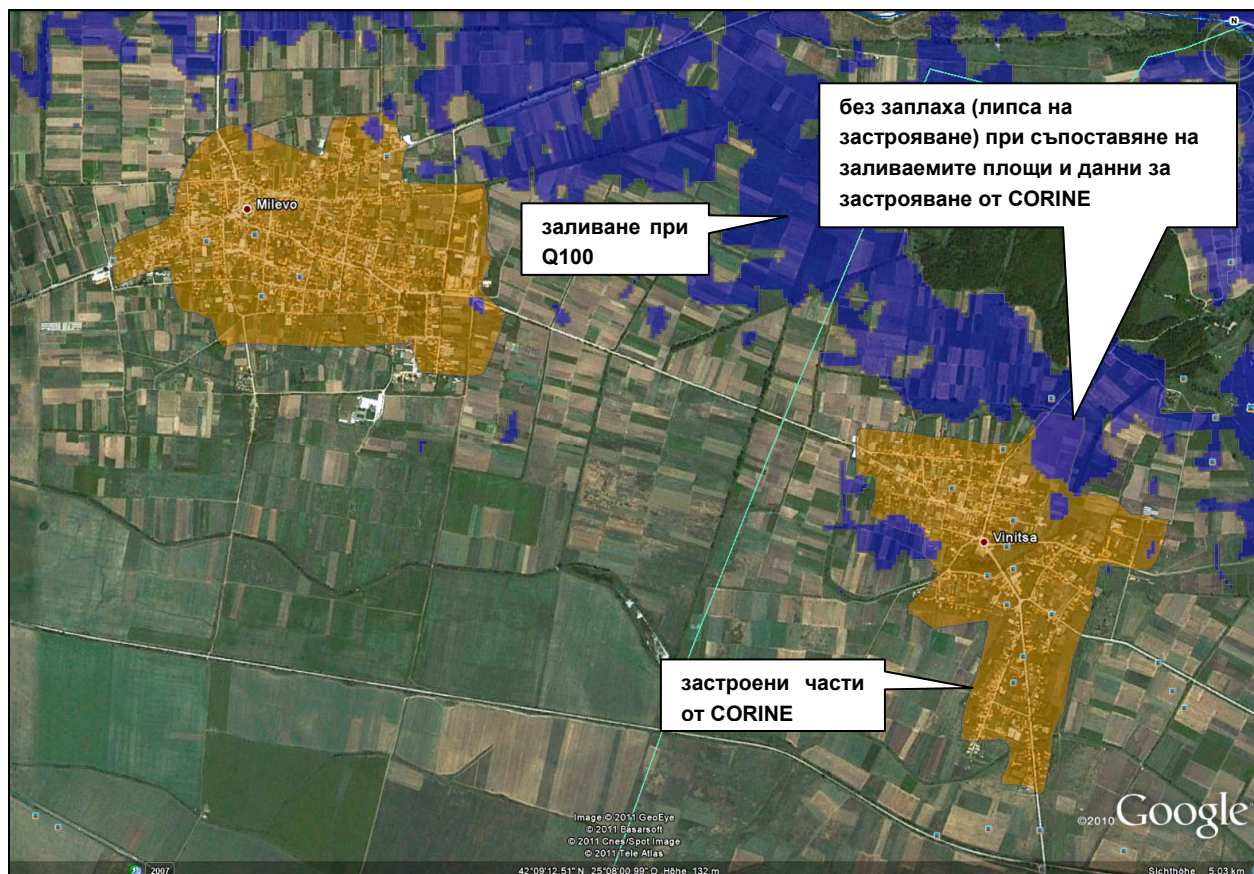 N
без заплаха (липса на
застрояване) при съпоставяне на
заливаемите площи и данни за
застрояване от CORINE
Milevo
заливане при
Q100
Vinitsa
застроени части
от CORINE
Image © 2011 GeoEye
© 2011 Basarsoft
© 2011 Cnes/Spot Image
© 2011 Tele Atlas
©2010 Google
2007
42°09'12.51" N 25°08'00.99" O Höhe 132 m
Sichthöhe 5.03 km